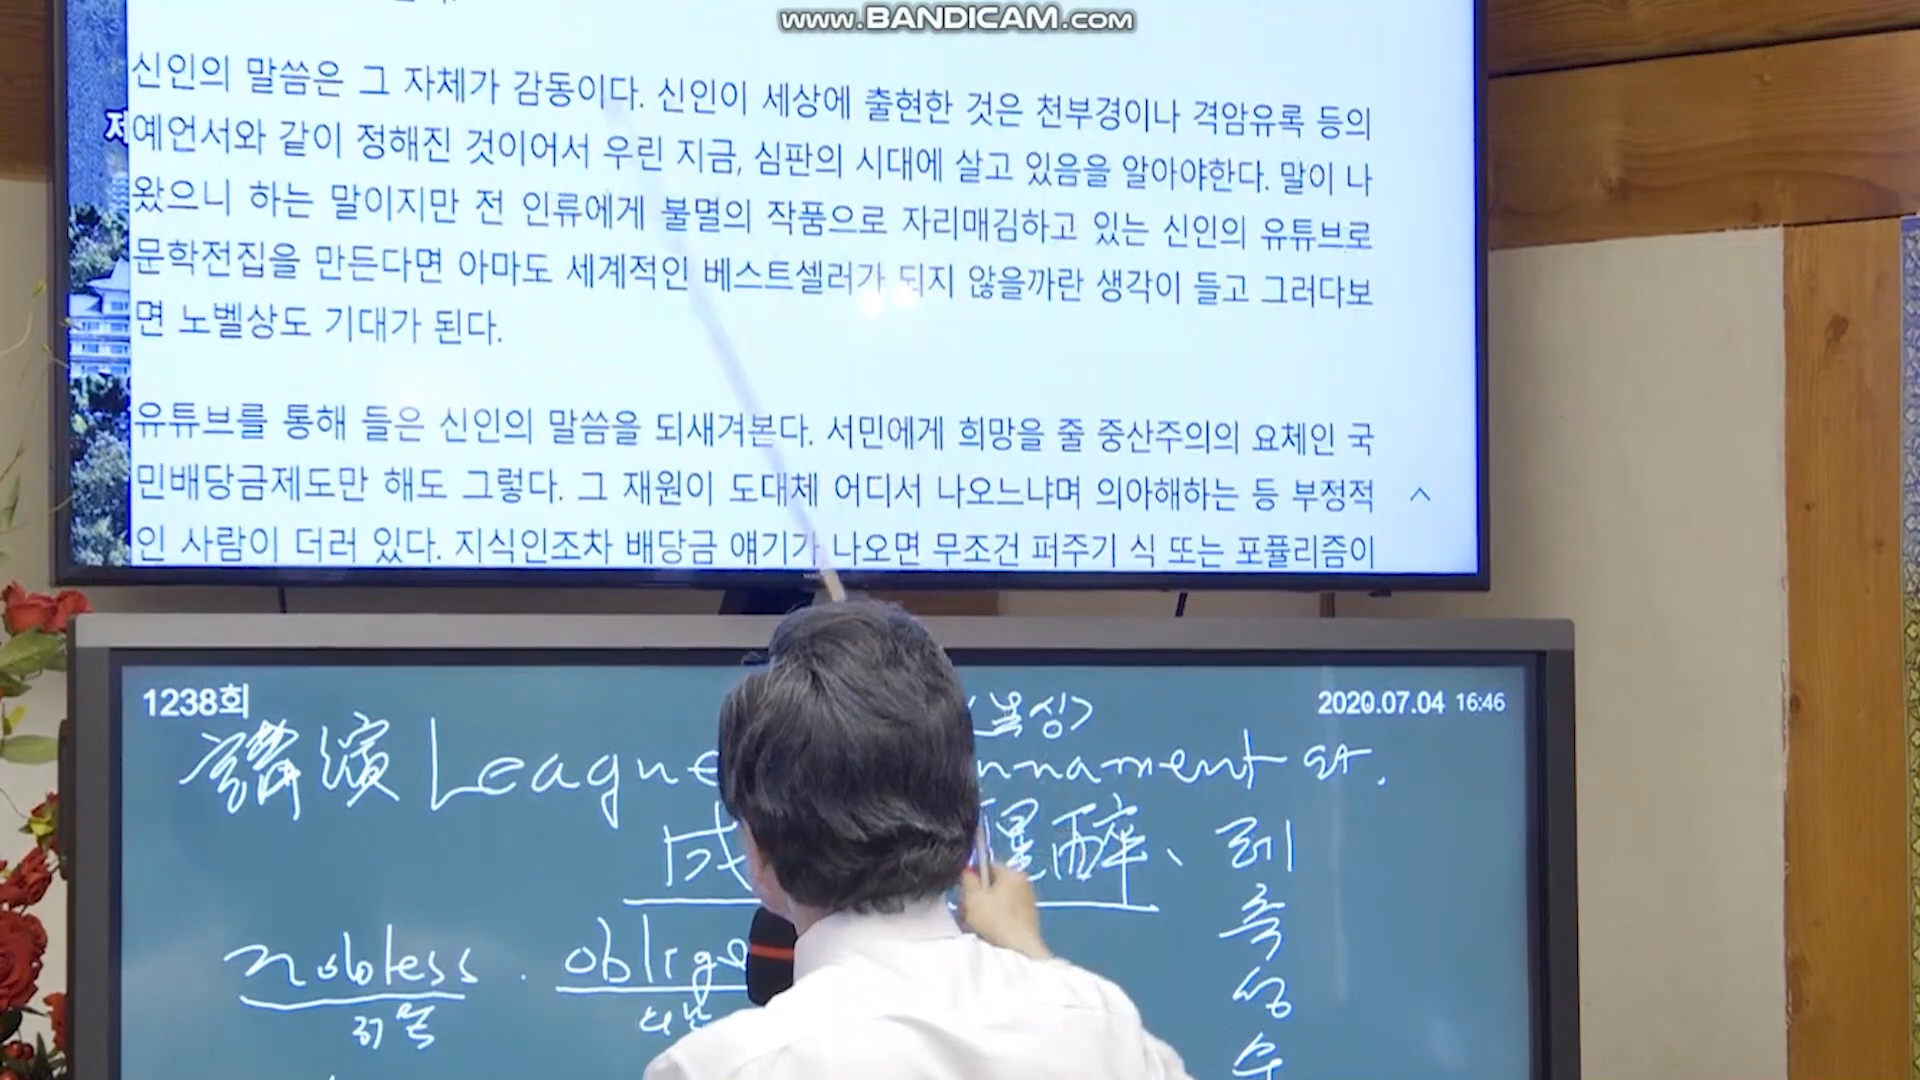 www.BANDICAM.com
신인의 말씀은 그 자체가 감동이다. 신인이 세상에 출현한 것은 천부경이나 격암유록 등의
예언서와 같이 정해진 것이어서 우린 지금, 심판의 시대에 살고 있음을 알아야한다. 말이 나
왔으니 하는 말이지만 전 인류에게 불멸의 작품으로 자리매김하고 있는 신인의 유튜브로
문학전집을 만든다면 아마도 세계적인 베스트셀러가 되지 않을까란 생각이 들고 그러다보
면 노벨상도 기대가 된다.
유튜브를 통해 들은 신인의 말씀을 되새겨본다. 서민에게 희망을 줄 중산주의의 요체인 국
민배당금제도만 해도 그렇다. 그 재원이 도대체 어디서 나오느냐며 의아해하는 등 부정적
인 사람이 더러 있다. 지식인조차 배당금 얘기가 나오면 무조건 퍼주기 식 또는 포퓰리즘이
1238회
2020.07.04 16:46
講演 League nnament
成 醒醉、
nobless oblige